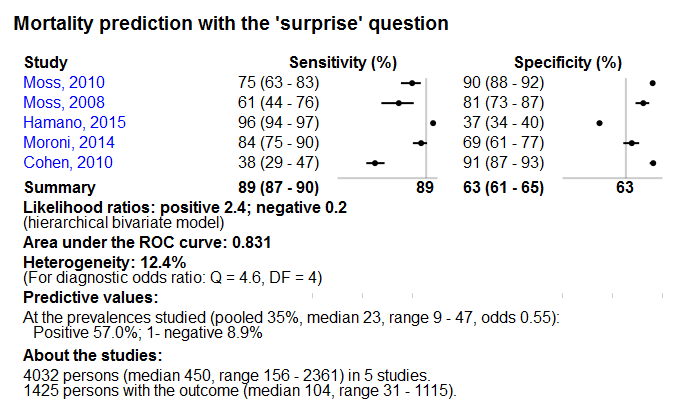 Mortality prediction with the 'surprise' question
Study Sensitivity (%) Specificity (%)
Moss, 2010 75 (63 - 83) 90 (88 - 92)
Moss, 2008 61 (44 - 76) 81 (73 - 87)
Hamano, 2015 96 (94 - 97) 37 (34 - 40)
Moroni, 2014 84 (75 - 90) 69 (61 - 77)
Cohen, 2010 38 (29 - 47) 91 (87 - 93)
Summary 89 (87 - 90) 89 63 (61 - 65) 63
Likelihood ratios: positive 2.4; negative 0.2
(hierarchical bivariate model)
Area under the ROC curve: 0.831
Heterogeneity: 12.4%
(For diagnostic odds ratio: Q = 4.6, DF = 4)
Predictive values:
At the prevalences studied (pooled 35%, median 23, range 9 - 47, odds 0.55):
Positive 57.0%; 1- negative 8.9%
About the studies:
4032 persons (median 450, range 156 - 2361) in 5 studies.
1425 persons with the outcome (median 104, range 31 - 1115).